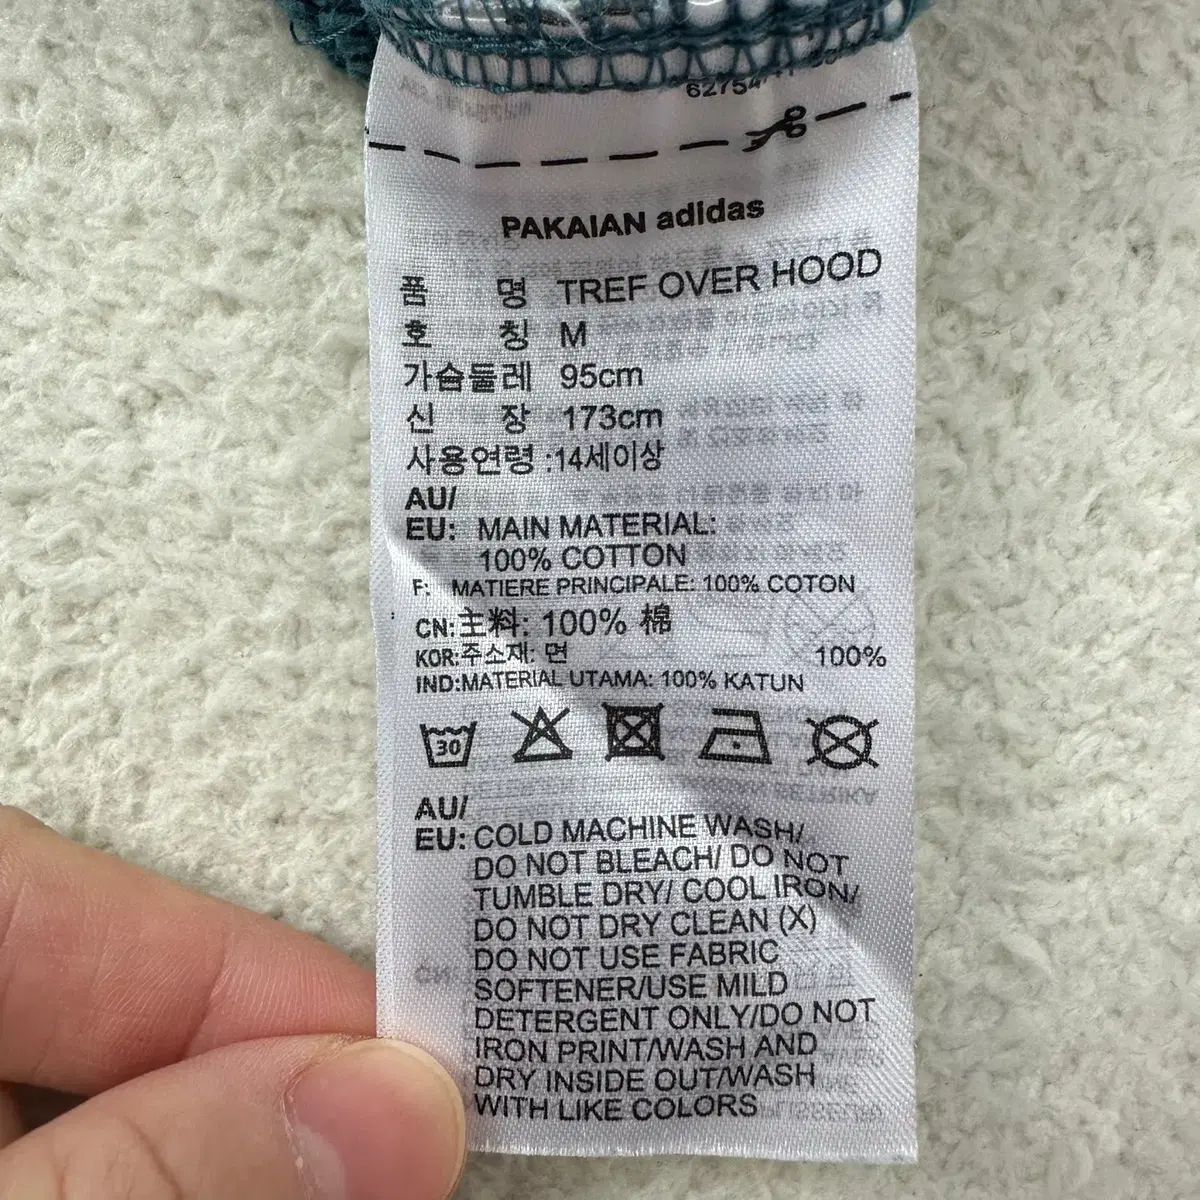 PAKAIAN adidas
품 명 TREF OVER HOOD
호 칭 M
가슴둘레 95cm
신 장 173cm
사용연령 :14세이상
AU/
EU: MAIN MATERIAL:
100% COTTON
F: MATIERE PRINCIPALE: 100% COTON
CN:主料: 100% 棉
KOR:주소재: 면 100%
IND:MATERIAL UTAMA: 100% KATUN
30
AU/
EU: COLD MACHINE WASH/
DO NOT BLEACH/ DO NOT
TUMBLE DRY/ COOL IRON/
DO NOT DRY CLEAN (X)
DO NOT USE FABRIC
SOFTENER/USE MILD
DETERGENT ONLY/DO NOT
IRON PRINT/WASH AND
DRY INSIDE OUT/WASH
WITH LIKE COLORS